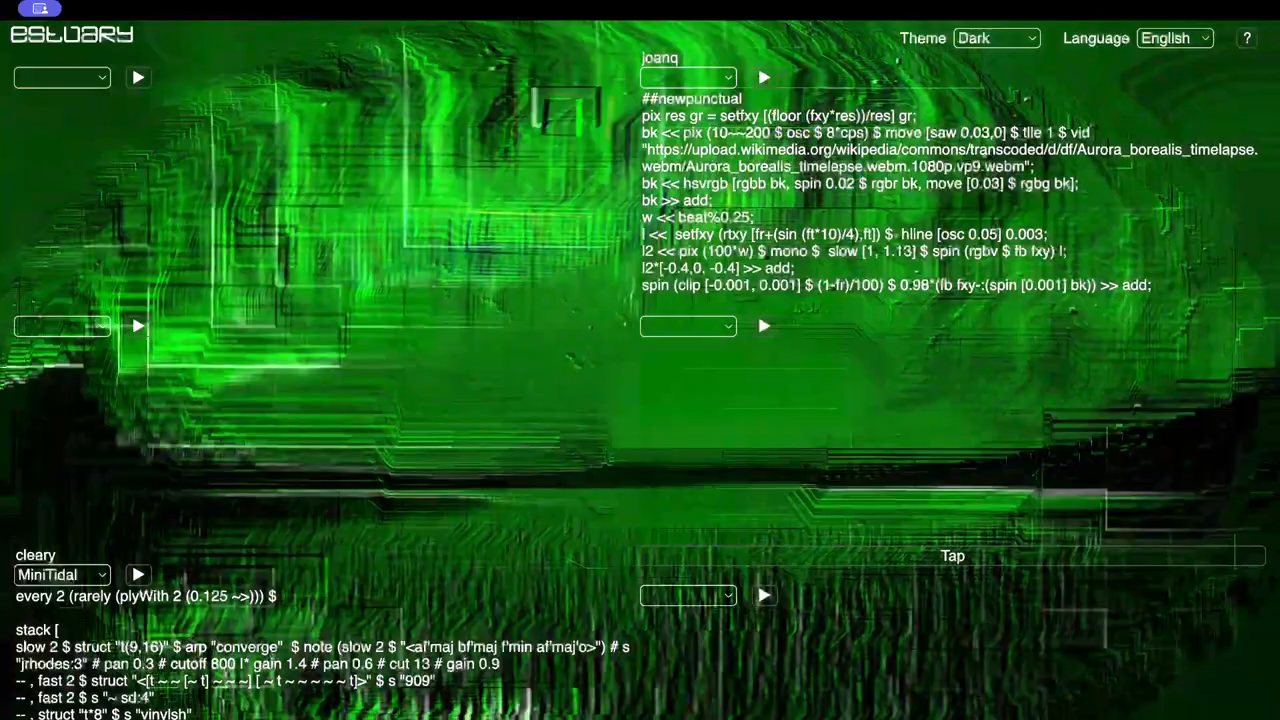 estuary
Theme Dark Language English ?
joanq
##newpunctual
pix res gr = setfxy [(floor (fxy*res))/res] gr;
bk << pix (10~~200 $ osc $ 8*cps) $ move [saw 0.03,0] $ tile 1 $ vid
"https://upload.wikimedia.org/wikipedia/commons/transcoded/d/df/Aurora_borealis_timelapse.
webm/Aurora_borealis_timelapse.webm.1080p.vp9.webm";
bk << hsvrgb [rgbb bk, spin 0.02 $ rgbr bk, move [0.03] $ rgbg bk];
bk >> add;
w << beat%0.25;
l << setfxy (rtxy [fr+(sin (ft*10)/4),ft]) $ hline [osc 0.05] 0.003;
l2 << pix (100*w) $ mono $ slow [1, 1.13] $ spin (rgbv $ fb fxy) l;
l2*[-0.4,0, -0.4] >> add;
spin (clip [-0.001, 0.001] $ (1-fr)/100) $ 0.98*(fb fxy-:(spin [0.001] bk)) >> add;
cleary
MiniTidal
Tap
every 2 (rarely (plyWith 2 (0.125 ~>))) $
stack [
slow 2 $ struct "t(9,16)" $ arp "converge" $ note (slow 2 $ "<af'maj bf'maj f'min af'maj'o>") # s
"jrhodes:3" # pan 0.3 # cutoff 800 |* gain 1.4 # pan 0.6 # cut 13 # gain 0.9
-- , fast 2 $ struct "<[t ~ ~ [~ t] ~ ~ ~] [ ~ t ~ ~ ~ ~ ~ t]>" $ s "909"
-- , fast 2 $ s "~ sd:4"
-- , struct "t*8" $ s "vinylsh"